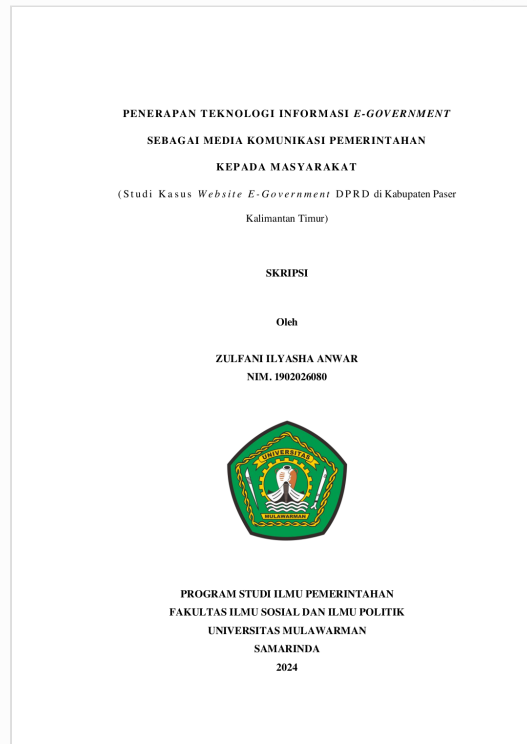 PENERAPAN TEKNOLOGI INFORMASI E-GOVERNMENT
SEBAGAI MEDIA KOMUNIKASI PEMERINTAHAN
KEPADA MASYARAKAT
(Studi Kasus Website E-Government DPRD di Kabupaten Paser
Kalimantan Timur)
SKRIPSI
Oleh
ZULFANI ILYASHA ANWAR
NIM. 1902026080
UNIVERSITAS
MULAWARMAN
PROGRAM STUDI ILMU PEMERINTAHAN
FAKULTAS ILMU SOSIAL DAN ILMU POLITIK
UNIVERSITAS MULAWARMAN
SAMARINDA
2024